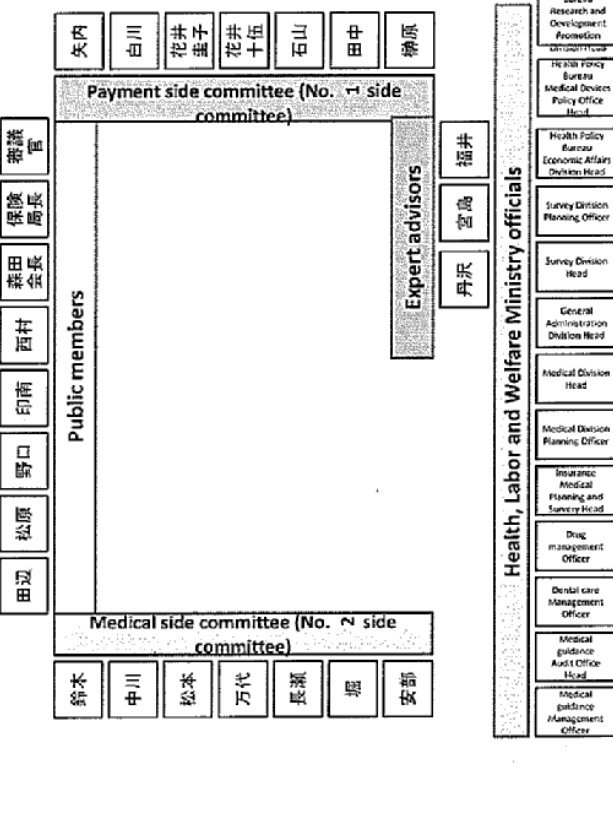 矢内
白川
花井
圭子
花井
十伍
石山
田中
榊原
Payment side committee (No. 1 side
committee)
審議
官
保険
局長
森田
会長
西村
印南
野口
松原
田辺
Public members
Expert advisors
福井
宮島
丹沢
Medical side committee (No. 2 side
committee)
鈴木
中川
松本
万代
長瀬
堀
安部
Health, Labor and Welfare Ministry officials
Research and
Development
Promotion
Health Policy
Bureau
Medical Devices
Policy Office
Head
Health Policy
Bureau
Economic Affairs
Division Head
Survey Division
Planning Officer
Survey Division
Head
General
Administration
Division Head
Medical Division
Head
Medical Division
Planning Officer
Insurance
Medical
Planning and
Survery Head
Drug
management
Officer
Dental care
Management
Officer
Medical
guidance
Audit Office
Head
Medical
guidance
Management
Officer